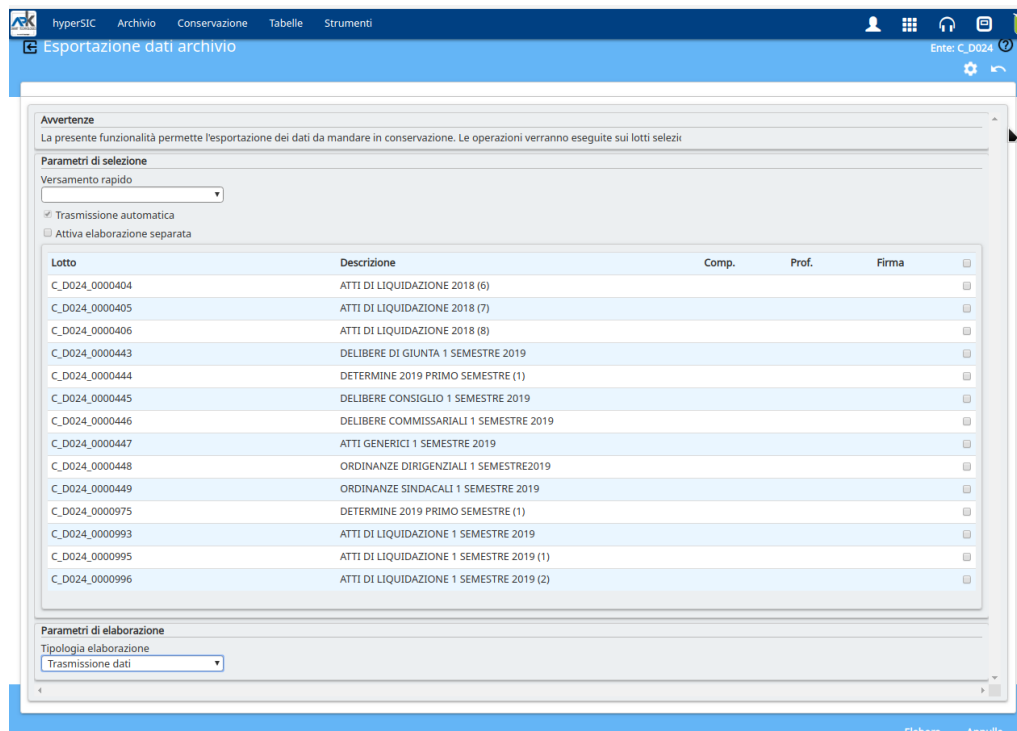 hyperSIC Archivio Conservazione Tabelle Strumenti
Esportazione dati archivio
Ente: C_D024
Avvertenze
La presente funzionalità permette l'esportazione dei dati da mandare in conservazione. Le operazioni verranno eseguite sui lotti selezio
Parametri di selezione
Versamento rapido
Trasmissione automatica
Attiva elaborazione separata
Lotto Descrizione Comp. Prof. Firma
C_D024_0000404 ATTI DI LIQUIDAZIONE 2018 (6)
C_D024_0000405 ATTI DI LIQUIDAZIONE 2018 (7)
C_D024_0000406 ATTI DI LIQUIDAZIONE 2018 (8)
C_D024_0000443 DELIBERE DI GIUNTA 1 SEMESTRE 2019
C_D024_0000444 DETERMINE 2019 PRIMO SEMESTRE (1)
C_D024_0000445 DELIBERE CONSIGLIO 1 SEMESTRE 2019
C_D024_0000446 DELIBERE COMMISSARIALI 1 SEMESTRE 2019
C_D024_0000447 ATTI GENERICI 1 SEMESTRE 2019
C_D024_0000448 ORDINANZE DIRIGENZIALI 1 SEMESTRE2019
C_D024_0000449 ORDINANZE SINDACALI 1 SEMESTRE 2019
C_D024_0000975 DETERMINE 2019 PRIMO SEMESTRE (1)
C_D024_0000993 ATTI DI LIQUIDAZIONE 1 SEMESTRE 2019
C_D024_0000995 ATTI DI LIQUIDAZIONE 1 SEMESTRE 2019 (1)
C_D024_0000996 ATTI DI LIQUIDAZIONE 1 SEMESTRE 2019 (2)
Parametri di elaborazione
Tipologia elaborazione
Trasmissione dati